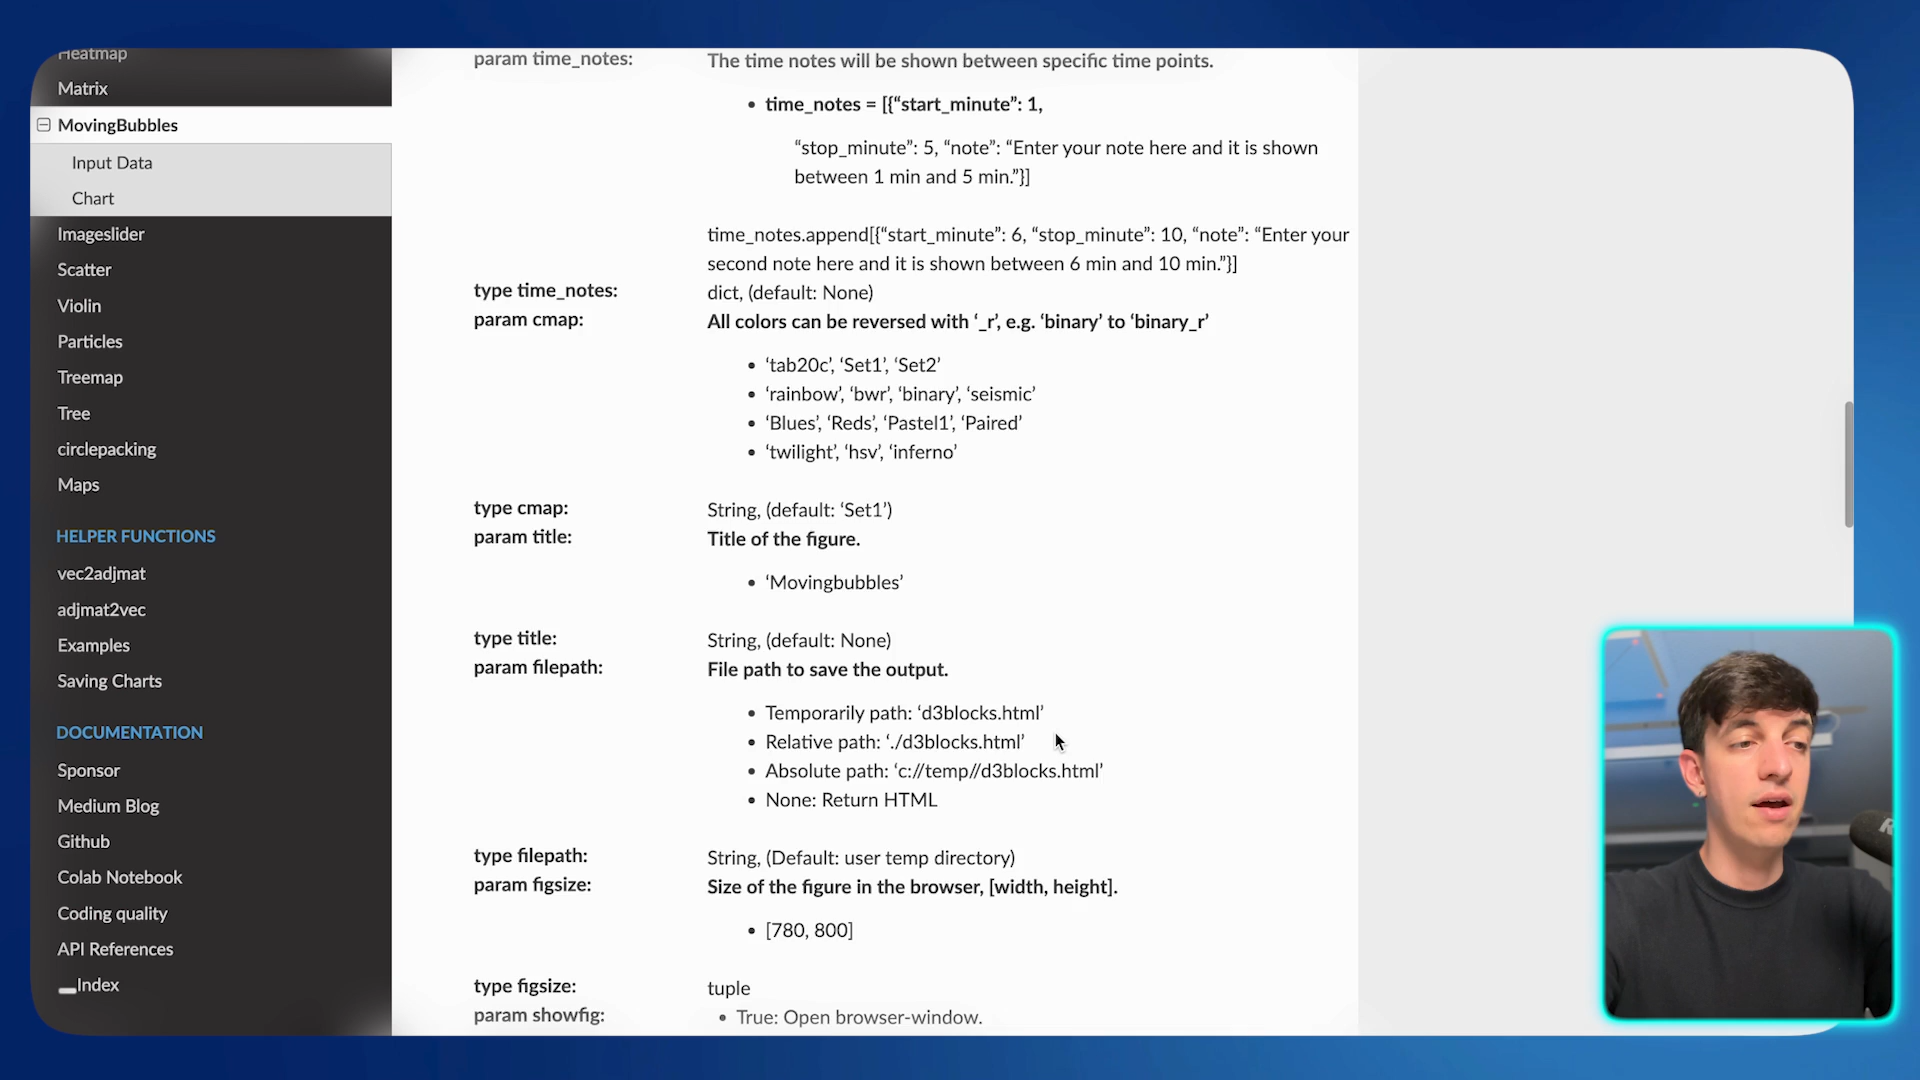 Heatmap
Matrix
MovingBubbles
Input Data
Chart
Imageslider
Scatter
Violin
Particles
Treemap
Tree
circlepacking
Maps
HELPER FUNCTIONS
vec2adjmat
adjmat2vec
Examples
Saving Charts
DOCUMENTATION
Sponsor
Medium Blog
Github
Colab Notebook
Coding quality
API References
Index
param time_notes: The time notes will be shown between specific time points.
• time_notes = [{“start_minute”: 1,
“stop_minute”: 5, “note”: “Enter your note here and it is shown
between 1 min and 5 min.”}]
time_notes.append[{“start_minute”: 6, “stop_minute”: 10, “note”: “Enter your
second note here and it is shown between 6 min and 10 min.”}]
type time_notes: dict, (default: None)
param cmap: All colors can be reversed with ‘_r’, e.g. ‘binary’ to ‘binary_r’
• ‘tab20c’, ‘Set1’, ‘Set2’
• ‘rainbow’, ‘bwr’, ‘binary’, ‘seismic’
• ‘Blues’, ‘Reds’, ‘Pastel1’, ‘Paired’
• ‘twilight’, ‘hsv’, ‘inferno’
type cmap: String, (default: ‘Set1’)
param title: Title of the figure.
• ‘Movingbubbles’
type title: String, (default: None)
param filepath: File path to save the output.
• Temporarily path: ‘d3blocks.html’
• Relative path: ‘./d3blocks.html’
• Absolute path: ‘c://temp//d3blocks.html’
• None: Return HTML
type filepath: String, (Default: user temp directory)
param figsize: Size of the figure in the browser, [width, height].
• [780, 800]
type figsize: tuple
param showfig: • True: Open browser-window.